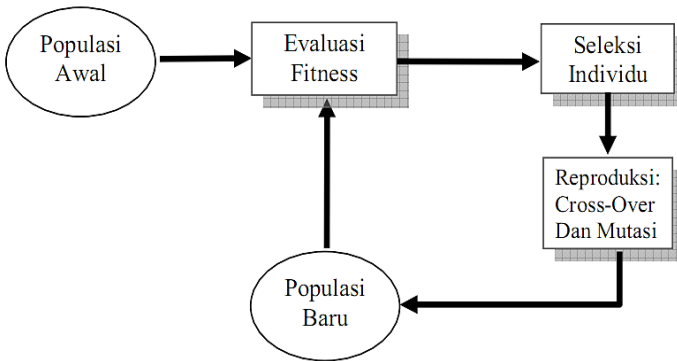 Populasi
Awal
Evaluasi
Fitness
Seleksi
Individu
Reproduksi:
Cross-Over
Dan Mutasi
Populasi
Baru